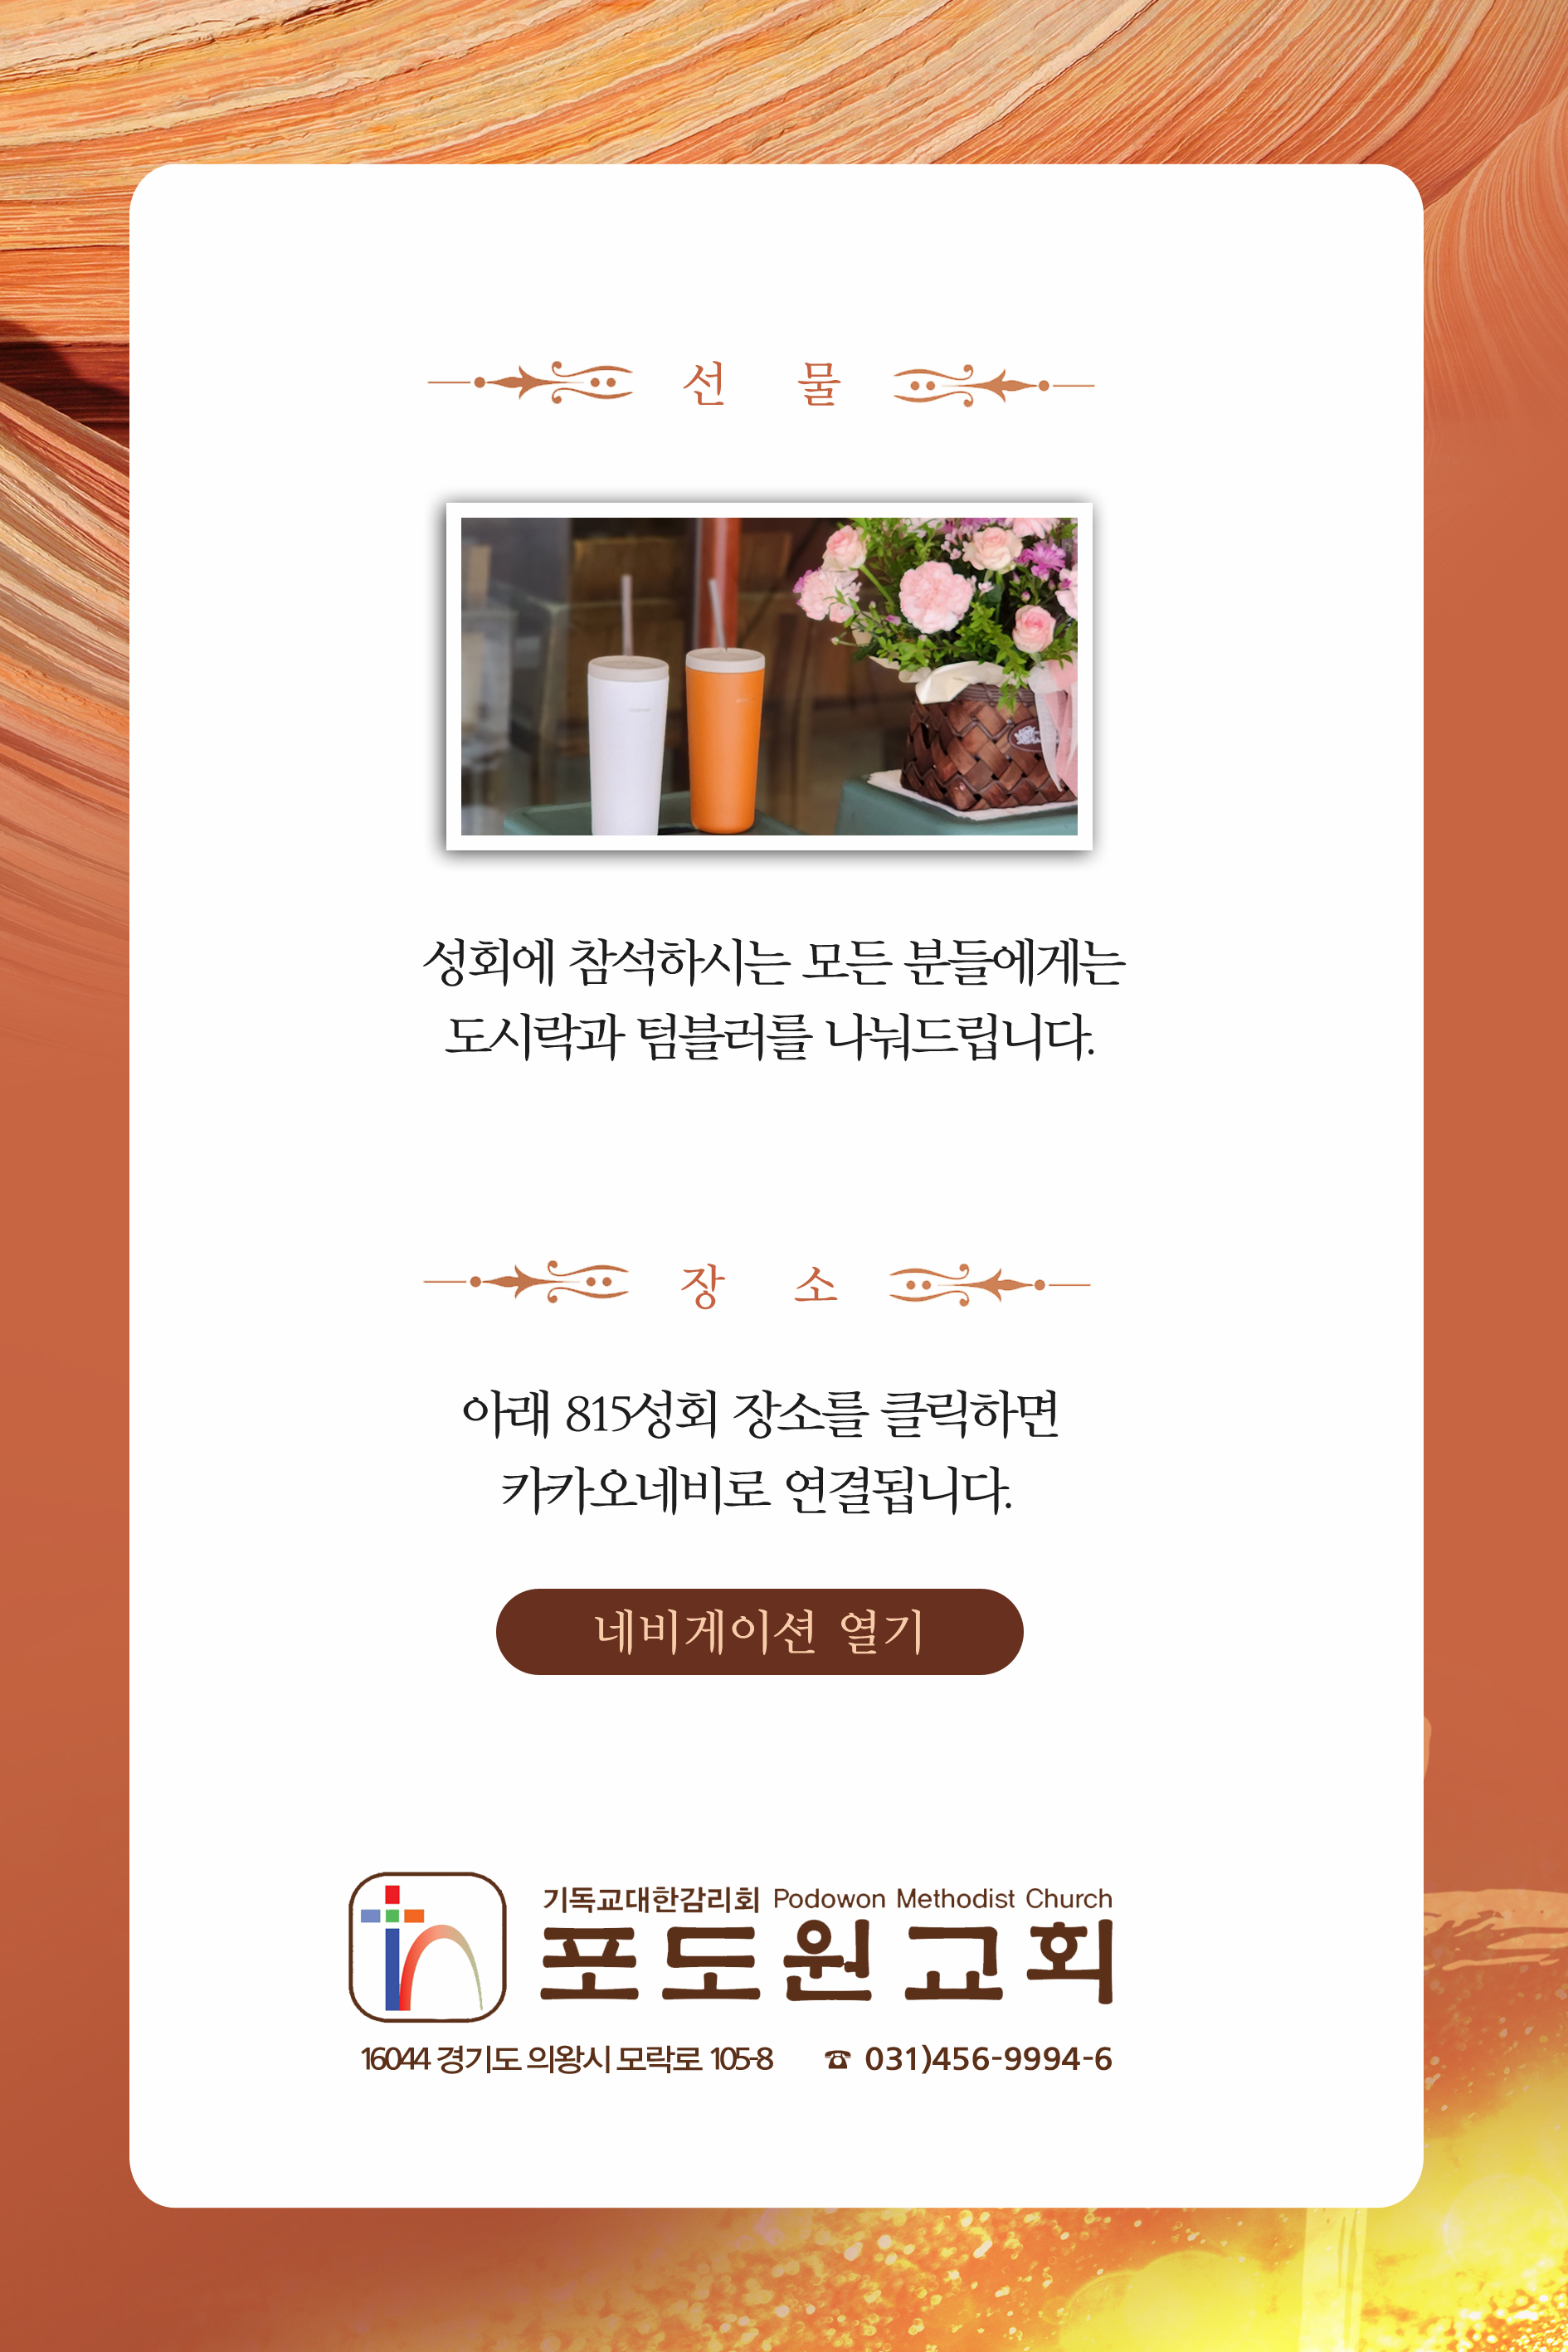 선 물
성회에 참석하시는 모든 분들에게는
도시락과 텀블러를 나눠드립니다.
장 소
아래 815성회 장소를 클릭하면
카카오네비로 연결됩니다.
네비게이션 열기
기독교대한감리회 Podowon Methodist Church
포도원교회
16044 경기도 의왕시 모락로 105-8 ☎ 031)456-9994-6